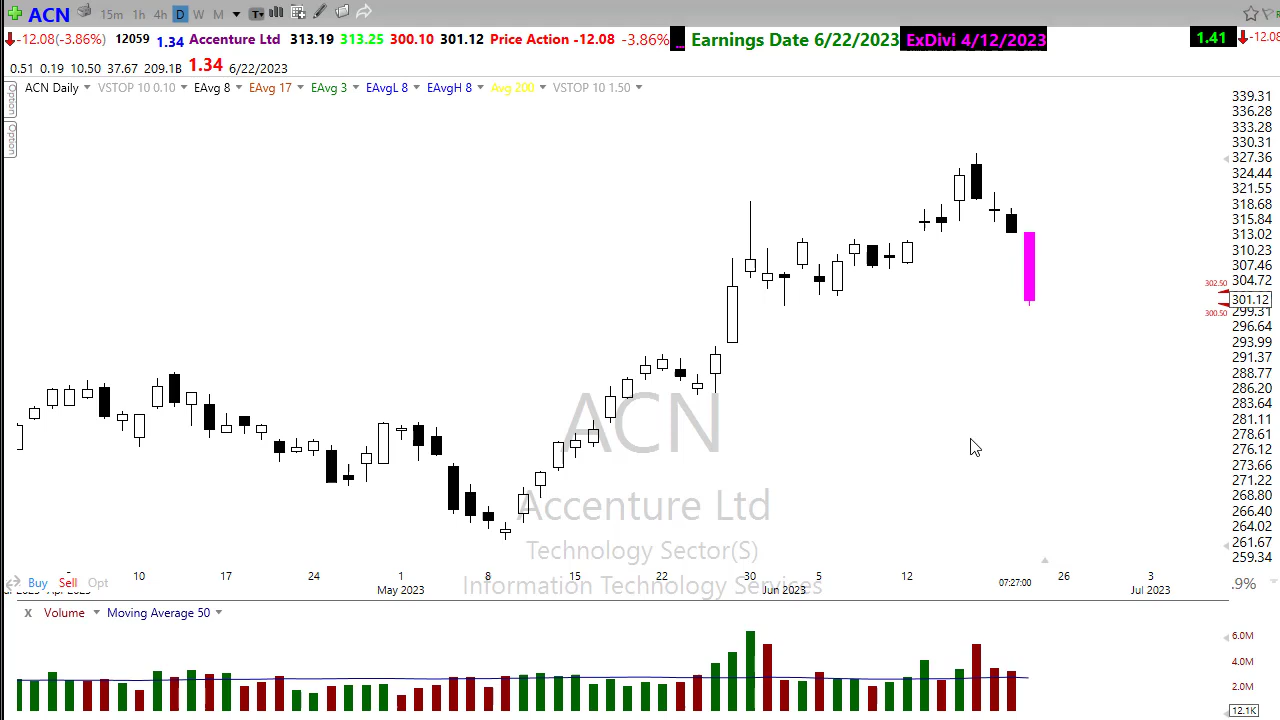 ACN 15m 1h 4h D W M
-12.08(-3.86%) 12059 1.34 Accenture Ltd 313.19 313.25 300.10 301.12 Price Action -12.08 -3.86% ... Earnings Date 6/22/2023 ExDivi 4/12/2023 1.41 -12.08
0.51 0.19 10.50 37.67 209.1B 1.34 6/22/2023
Option
Option
ACN Daily VSTOP 10 0.10 EAvg 8 EAvg 17 EAvg 3 EAvgL 8 EAvgH 8 Avg 200 VSTOP 10 1.50
339.31
336.28
333.28
330.31
327.36
324.44
321.55
318.68
315.84
313.02
310.23
307.46
304.72
302.50
301.12
299.31
300.50
296.64
293.99
291.37
288.77
286.20
283.64
281.11
278.61
276.12
273.66
271.22
268.80
266.40
264.02
261.67
259.34
ACN
Accenture Ltd
Technology Sector(S)
Information Technology Services
10 17 24 1 8 15 22 30 5 12 07:27:00 26 3
Buy Sell Opt
May 2023 Jun 2023 Jul 2023
.9%
X Volume Moving Average 50
6.0M
4.0M
2.0M
12.1K